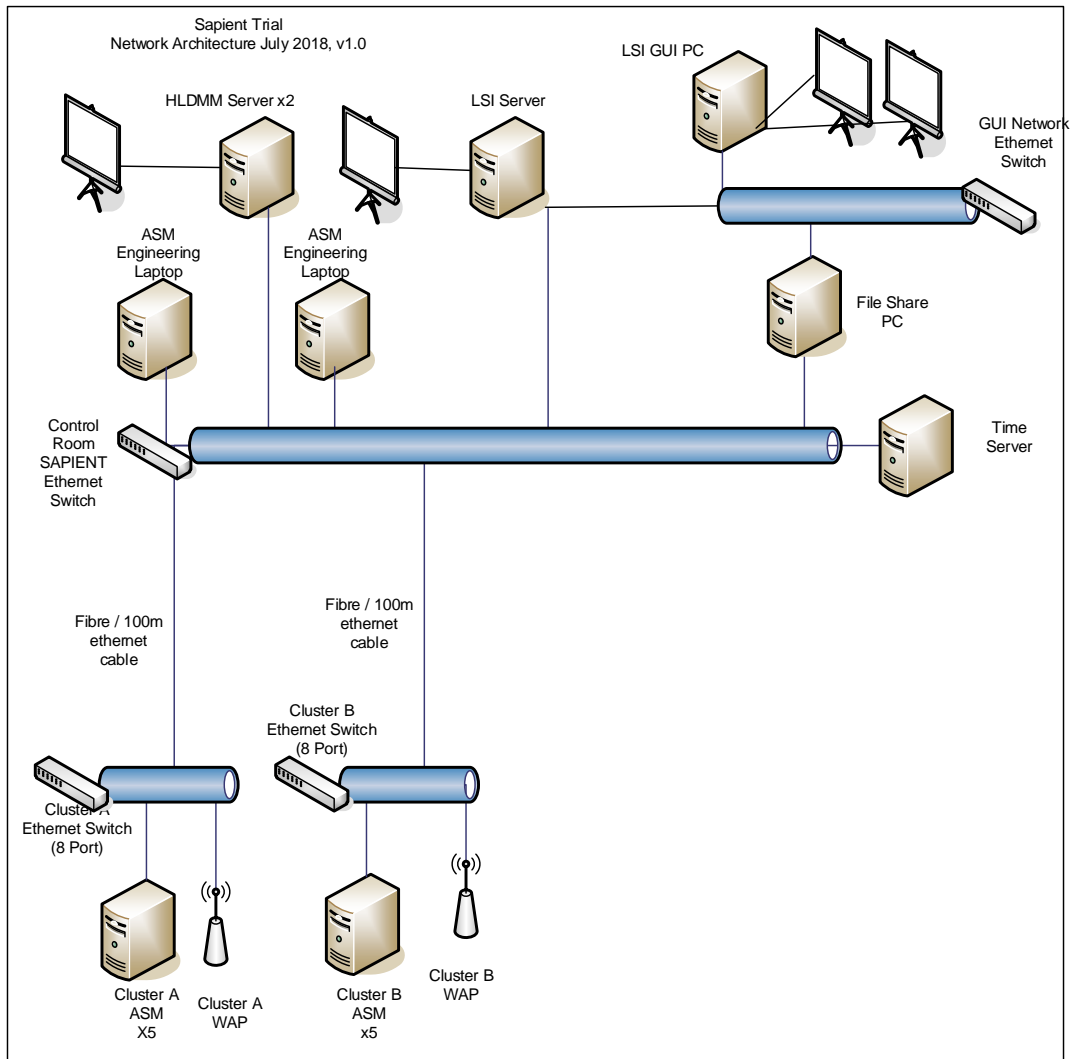 Sapient Trial
Network Architecture July 2018, v1.0
LSI GUI PC
HLDMM Server x2
LSI Server
GUI Network
Ethernet
Switch
ASM
Engineering
Laptop
ASM
Engineering
Laptop
File Share
PC
Control
Room
SAPIENT
Ethernet
Switch
Time
Server
Fibre / 100m
ethernet
cable
Fibre / 100m
ethernet
cable
Cluster B
Ethernet Switch
(8 Port)
Cluster A
Ethernet Switch
(8 Port)
Cluster A
ASM
X5
Cluster A
WAP
Cluster B
ASM
x5
Cluster B
WAP